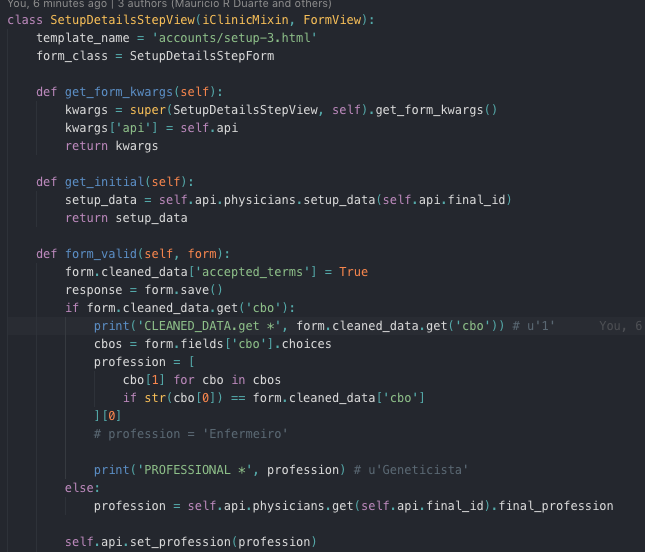 You, 6 minutes ago | 3 authors (Mauricio R Duarte and others)
class SetupDetailsStepView(iClinicMixin, FormView):
    template_name = 'accounts/setup-3.html'
    form_class = SetupDetailsStepForm

    def get_form_kwargs(self):
        kwargs = super(SetupDetailsStepView, self).get_form_kwargs()
        kwargs['api'] = self.api
        return kwargs

    def get_initial(self):
        setup_data = self.api.physicians.setup_data(self.api.final_id)
        return setup_data

    def form_valid(self, form):
        form.cleaned_data['accepted_terms'] = True
        response = form.save()
        if form.cleaned_data.get('cbo'):
            print('CLEANED_DATA.get *', form.cleaned_data.get('cbo')) # u'1'    You, 6
            cbos = form.fields['cbo'].choices
            profession = [
                cbo[1] for cbo in cbos
                if str(cbo[0]) == form.cleaned_data['cbo']
            ][0]
            # profession = 'Enfermeiro'

            print('PROFESSIONAL *', profession) # u'Geneticista'
        else:
            profession = self.api.physicians.get(self.api.final_id).final_profession

        self.api.set_profession(profession)